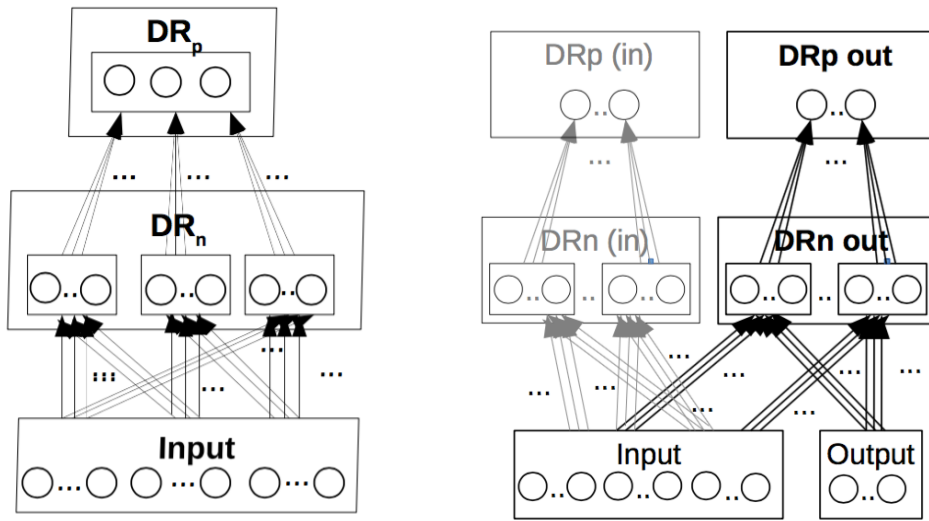 DRp
DRn
Input
DRp (in)
DRp out
DRn (in)
DRn out
Input
Output